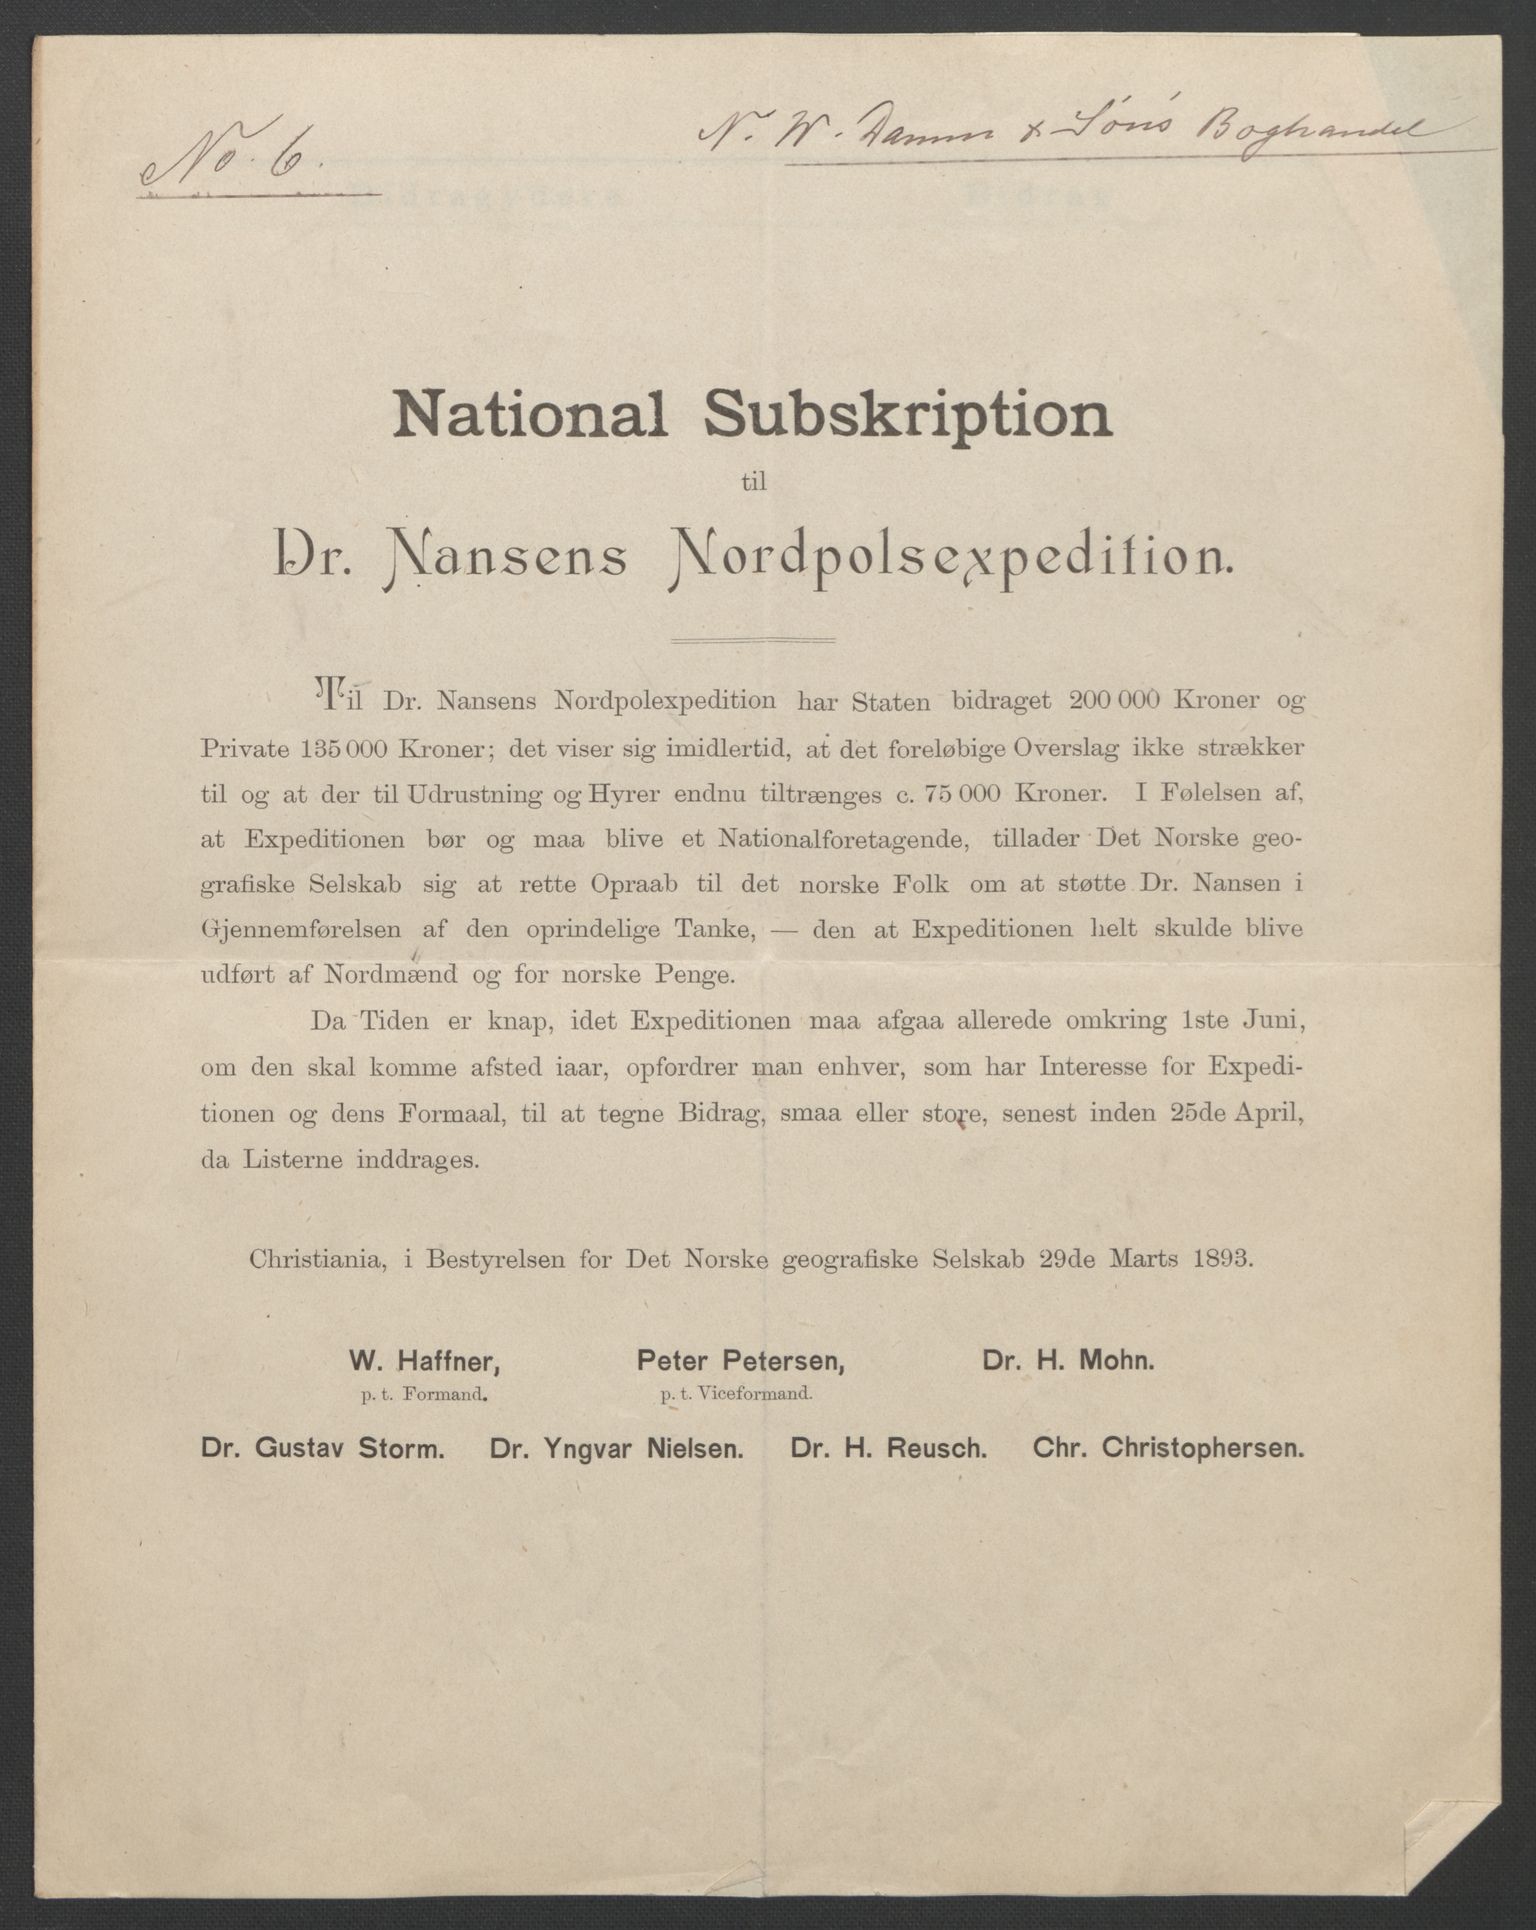 No. 6.
N. W. Damm & Søns Boghandel
National Subskription
til
Dr. Nansens Nordpolsexpedition.
Til Dr. Nansens Nordpolexpedition har Staten bidraget 200 000 Kroner og
Private 135 000 Kroner; det viser sig imidlertid, at det foreløbige Overslag ikke strækker
til og at der til Udrustning og Hyrer endnu tiltrænges c. 75 000 Kroner. I Følelsen af,
at Expeditionen bør og maa blive et Nationalforetagende, tillader Det Norske geo-
grafiske Selskab sig at rette Opraab til det norske Folk om at støtte Dr. Nansen i
Gjennemførelsen af den oprindelige Tanke, — den at Expeditionen helt skulde blive
udført af Nordmænd og for norske Penge.
Da Tiden er knap, idet Expeditionen maa afgaa allerede omkring 1ste Juni,
om den skal komme afsted iaar, opfordrer man enhver, som har Interesse for Expedi-
tionen og dens Formaal, til at tegne Bidrag, smaa eller store, senest inden 25de April,
da Listerne inddrages.
Christiania, i Bestyrelsen for Det Norske geografiske Selskab 29de Marts 1893.
W. Haffner, Peter Petersen, Dr. H. Mohn.
p. t. Formand. p. t. Viceformand.
Dr. Gustav Storm. Dr. Yngvar Nielsen. Dr. H. Reusch. Chr. Christophersen.